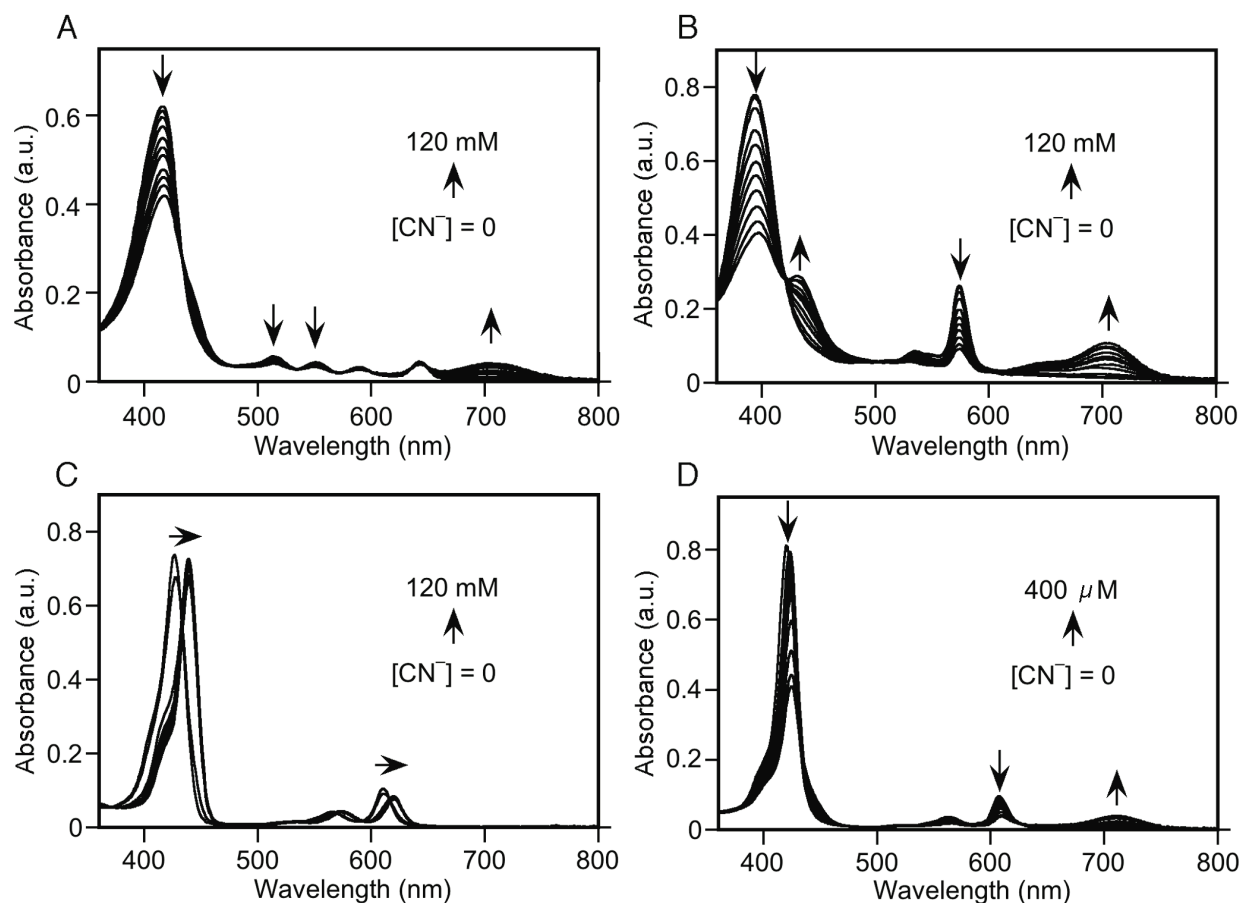 A
Absorbance (a.u.)
0.6
0.4
0.2
0
120 mM
[CN⁻] = 0
400 500 600 700 800
Wavelength (nm)
B
Absorbance (a.u.)
0.8
0.6
0.4
0.2
0
120 mM
[CN⁻] = 0
400 500 600 700 800
Wavelength (nm)
C
Absorbance (a.u.)
0.8
0.6
0.4
0.2
0
120 mM
[CN⁻] = 0
400 500 600 700 800
Wavelength (nm)
D
Absorbance (a.u.)
0.8
0.6
0.4
0.2
0
400 μM
[CN⁻] = 0
400 500 600 700 800
Wavelength (nm)